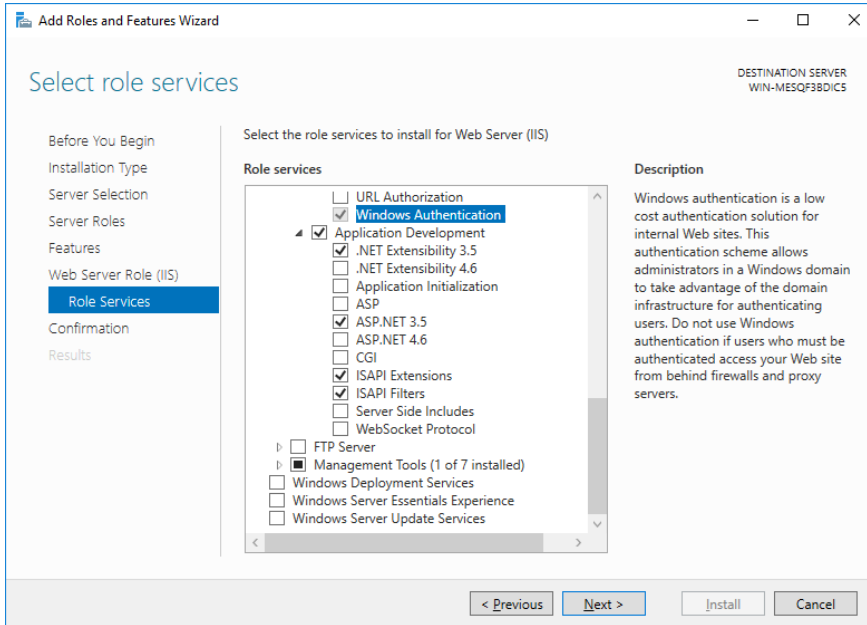 Add Roles and Features Wizard
Select role services
DESTINATION SERVER
WIN-MESQF3BDIC5
Before You Begin
Installation Type
Server Selection
Server Roles
Features
Web Server Role (IIS)
Role Services
Confirmation
Results
Select the role services to install for Web Server (IIS)
Role services
URL Authorization
Windows Authentication
Application Development
.NET Extensibility 3.5
.NET Extensibility 4.6
Application Initialization
ASP
ASP.NET 3.5
ASP.NET 4.6
CGI
ISAPI Extensions
ISAPI Filters
Server Side Includes
WebSocket Protocol
FTP Server
Management Tools (1 of 7 installed)
Windows Deployment Services
Windows Server Essentials Experience
Windows Server Update Services
Description
Windows authentication is a low
cost authentication solution for
internal Web sites. This
authentication scheme allows
administrators in a Windows domain
to take advantage of the domain
infrastructure for authenticating
users. Do not use Windows
authentication if users who must be
authenticated access your Web site
from behind firewalls and proxy
servers.
< Previous
Next >
Install
Cancel